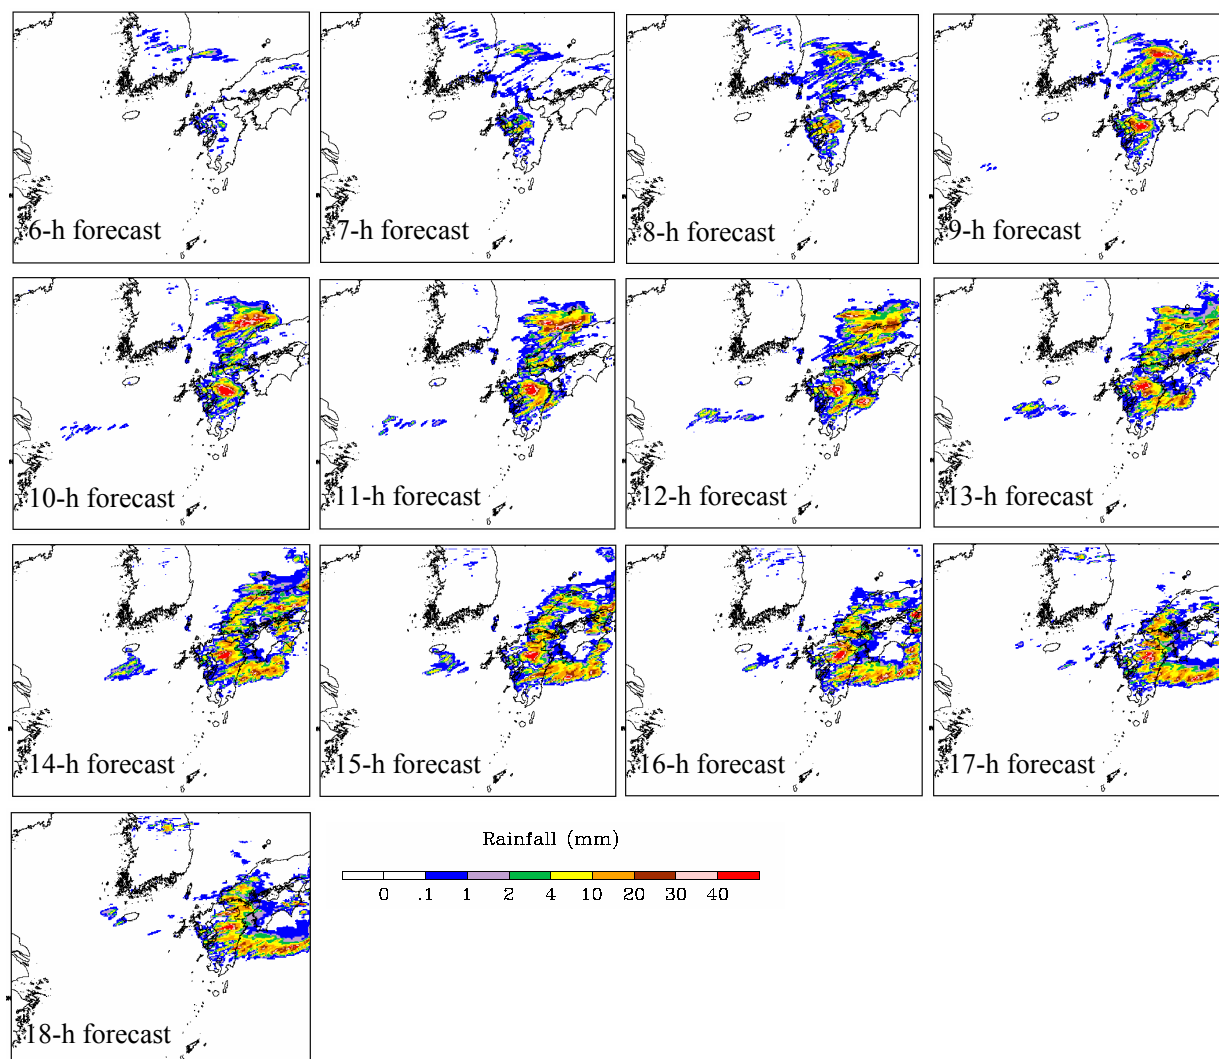 6-h forecast
7-h forecast
8-h forecast
9-h forecast
10-h forecast
11-h forecast
12-h forecast
13-h forecast
14-h forecast
15-h forecast
16-h forecast
17-h forecast
18-h forecast
Rainfall (mm)
0 .1 1 2 4 10 20 30 40